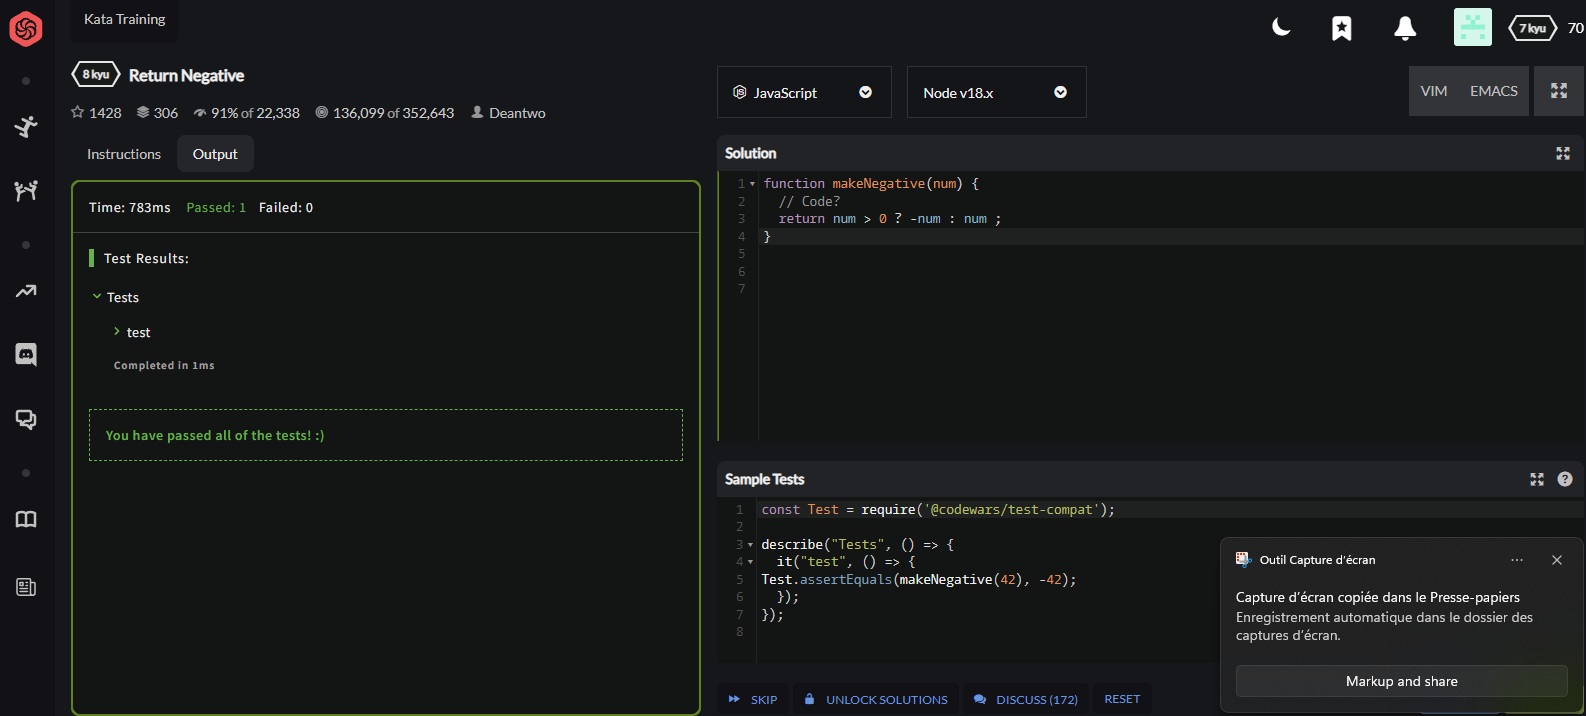 Kata Training
7 kyu
70
8 kyu
Return Negative
1428
306
91% of 22,338
136,099 of 352,643
Deantwo
Instructions
Output
Time: 783ms Passed: 1 Failed: 0
Test Results:
Tests
test
Completed in 1ms
You have passed all of the tests! :)
JavaScript
Node v18.x
VIM
EMACS
Solution
1 function makeNegative(num) {
2 // Code?
3 return num > 0 ? -num : num ;
4 }
5
6
7
Sample Tests
?
1 const Test = require('@codewars/test-compat');
2
3 describe("Tests", () => {
4 it("test", () => {
5 Test.assertEquals(makeNegative(42), -42);
6 });
7 });
8
SKIP
UNLOCK SOLUTIONS
DISCUSS (172)
RESET
Outil Capture d'écran
Capture d'écran copiée dans le Presse-papiers
Enregistrement automatique dans le dossier des
captures d'écran.
Markup and share